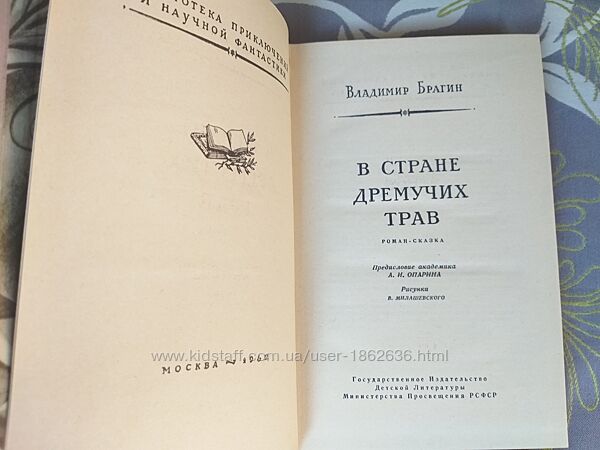 ПРИКЛЮЧЕНИЙ
И НАУЧНОЙ ФАНТАСТИКИ
МОСКВА
Владимир Брагин
В СТРАНЕ
ДРЕМУЧИХ
ТРАВ
РОМАН-СКАЗКА
Предисловие академика
А. И. ОПАРИНА
Рисунки
В. МИЛАШЕВСКОГО
Государственное Издательство
Детской Литературы
Министерства Просвещения РСФСР
www.kidstaff.com.ua/user-1862636.html